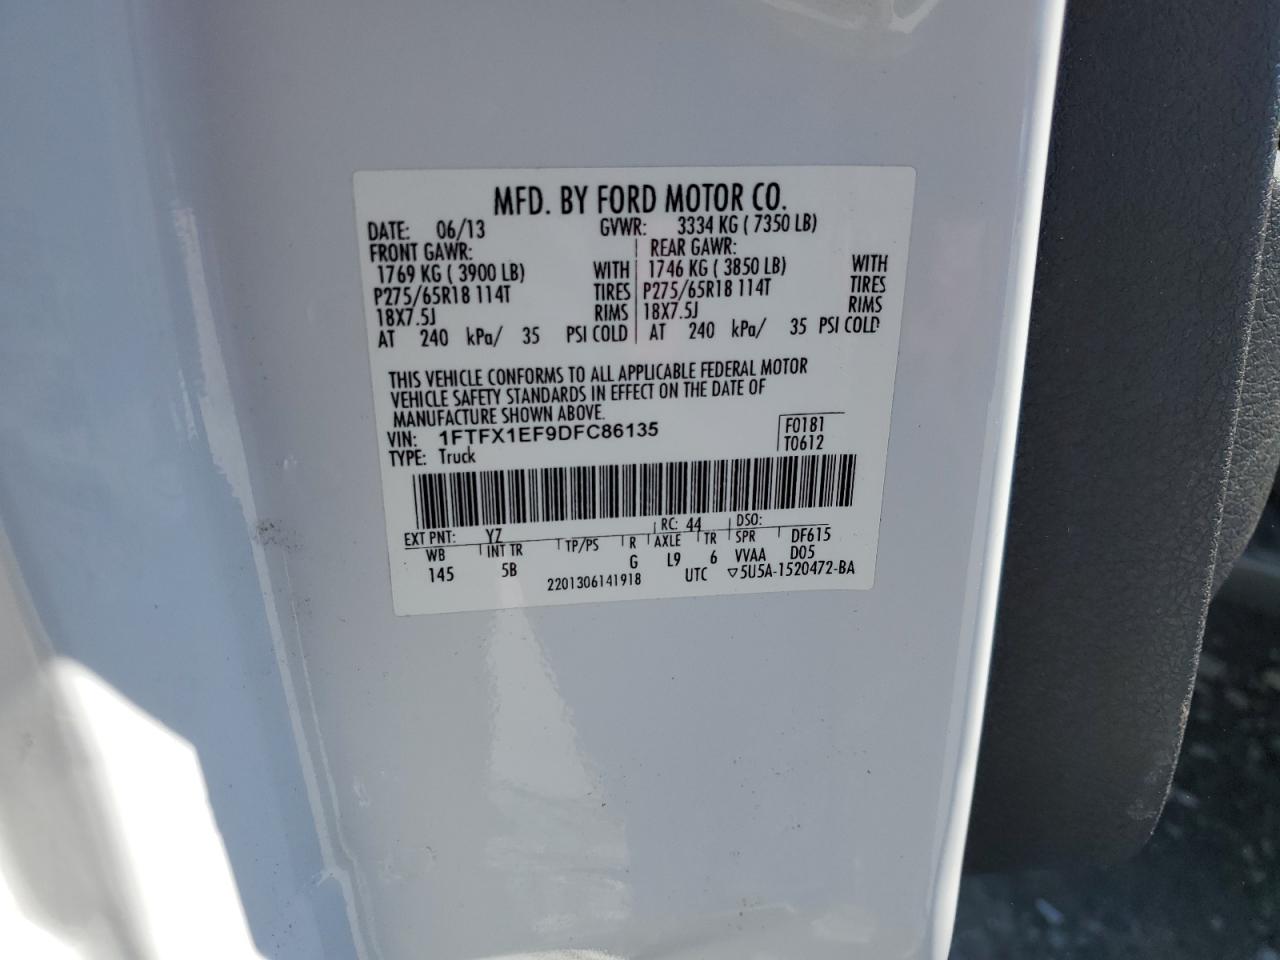 MFD. BY FORD MOTOR CO.
DATE: 06/13 GVWR: 3334 KG ( 7350 LB)
FRONT GAWR: REAR GAWR:
1769 KG ( 3900 LB) WITH 1746 KG ( 3850 LB) WITH
P275/65R18 114T TIRES P275/65R18 114T TIRES
18X7.5J RIMS 18X7.5J RIMS
AT 240 kPa/ 35 PSI COLD AT 240 kPa/ 35 PSI COLD
THIS VEHICLE CONFORMS TO ALL APPLICABLE FEDERAL MOTOR
VEHICLE SAFETY STANDARDS IN EFFECT ON THE DATE OF
MANUFACTURE SHOWN ABOVE.
VIN: 1FTFX1EF9DFC86135 F0181
TYPE: Truck T0612
EXT PNT: YZ RC: 44 DSO:
WB INT TR TP/PS R AXLE TR SPR DF615
145 5B G L9 6 VVAA D05
2201306141918 UTC ▽5U5A-1520472-BA